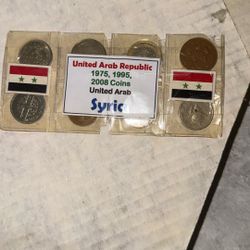 United Arab Republic
1975, 1995,
2008 Coins
United Arab
Syria